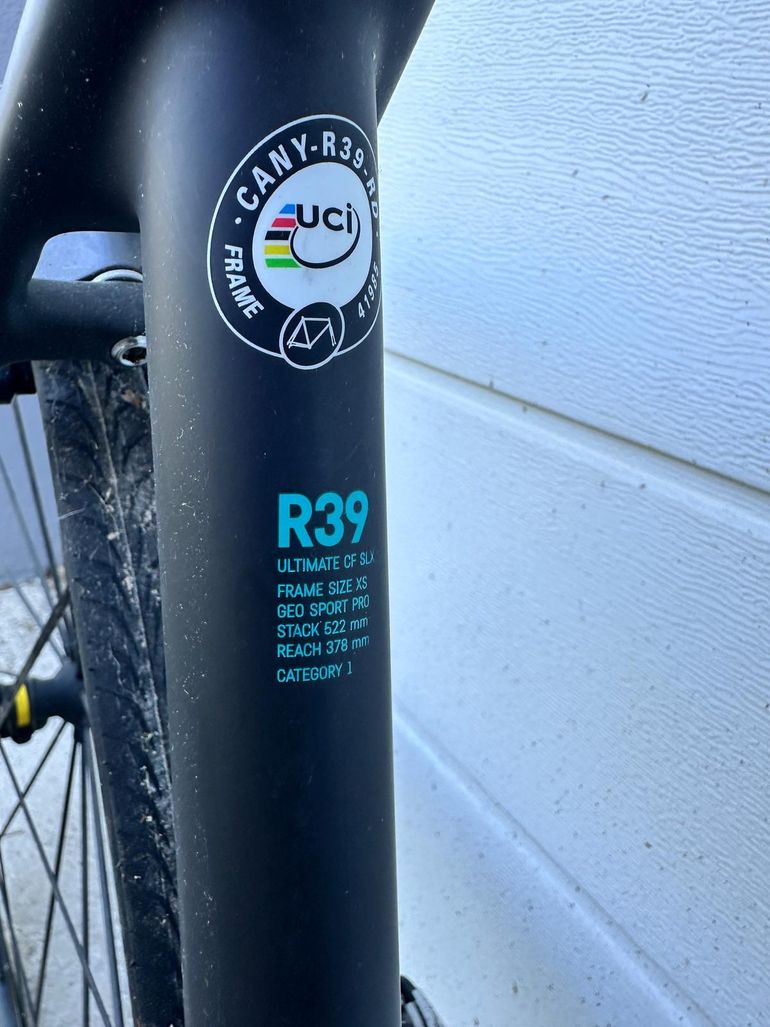 · CANY-R39-RD ·
UCi
FRAME
41985
R39
ULTIMATE CF SLX
FRAME SIZE XS
GEO SPORT PRO
STACK 522 mm
REACH 378 mm
CATEGORY 1